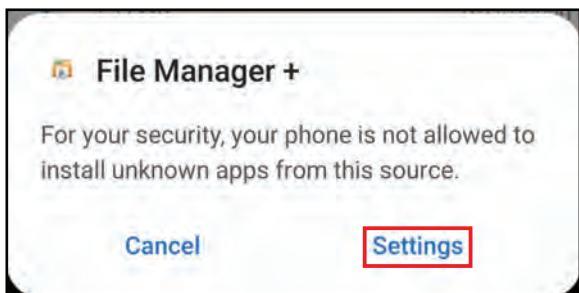 File Manager +
For your security, your phone is not allowed to
install unknown apps from this source.
Cancel Settings